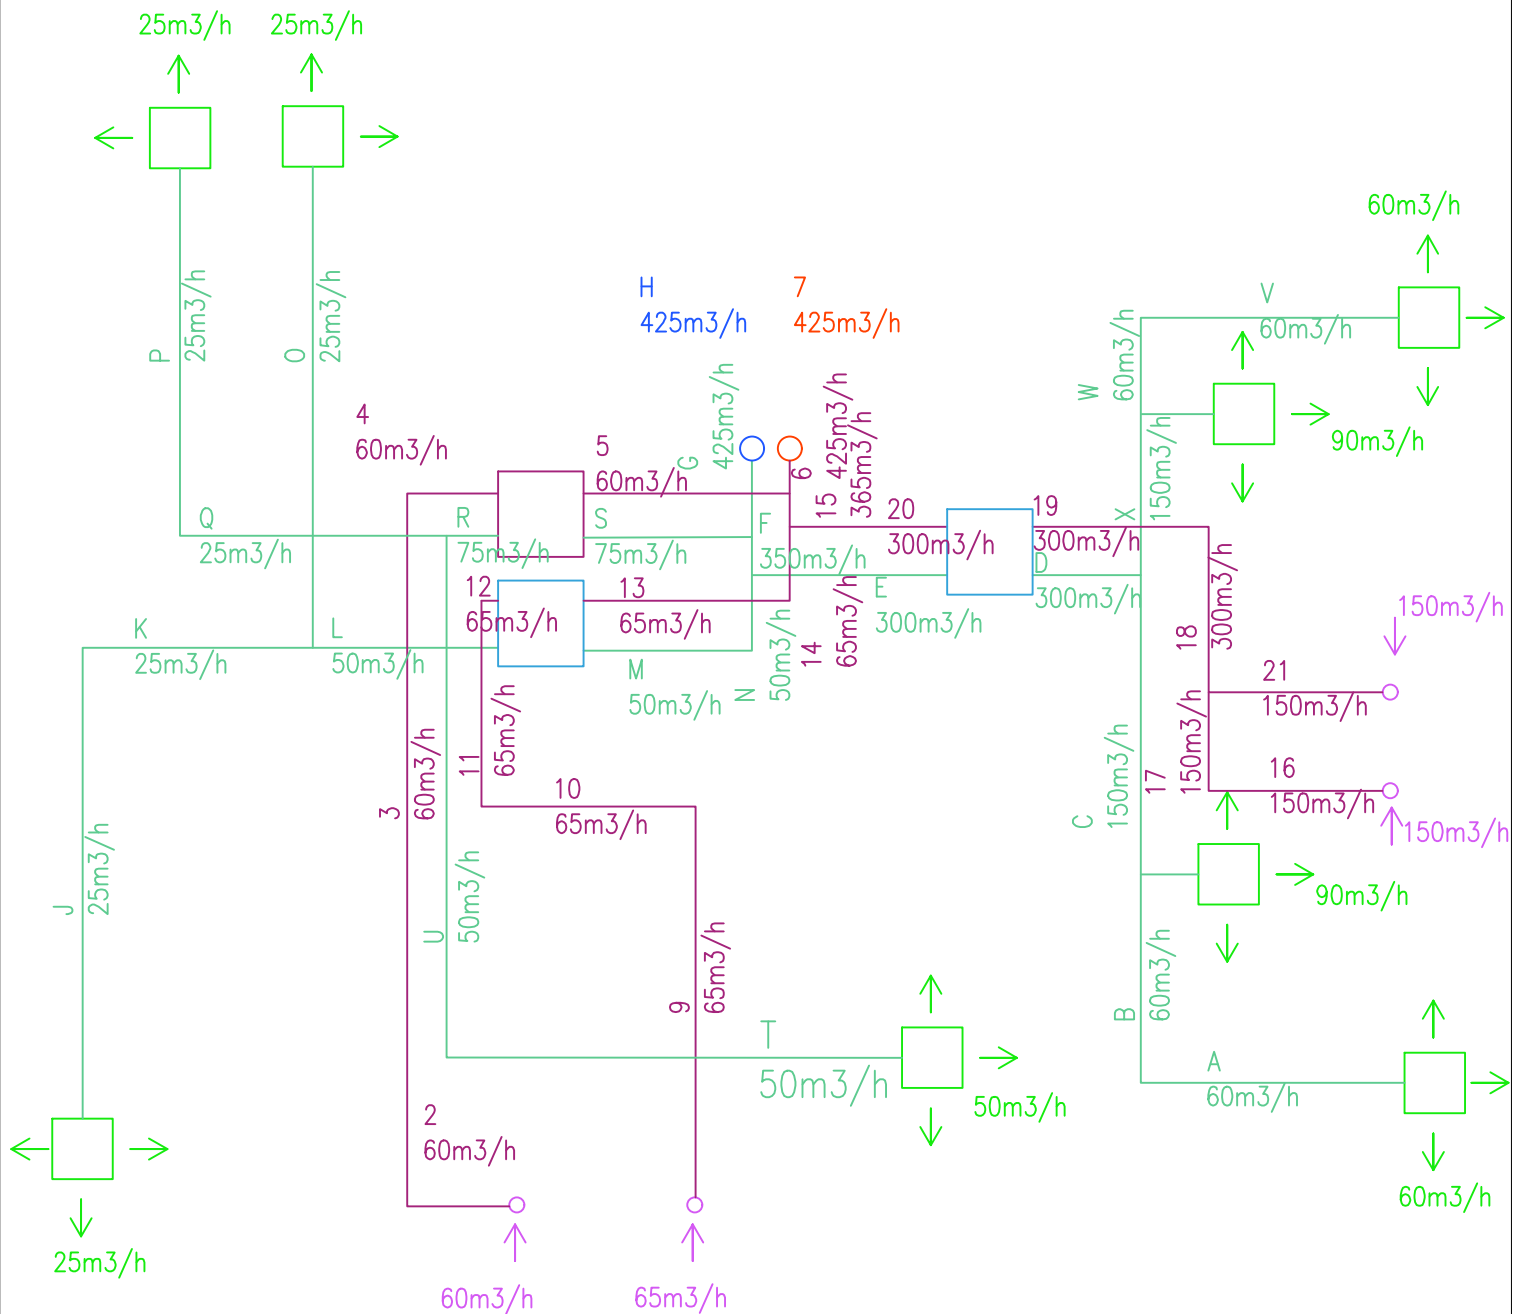 25m3/h
25m3/h
60m3/h
P
25m3/h
O
25m3/h
H
425m3/h
7
425m3/h
V
60m3/h
W
60m3/h
90m3/h
4
60m3/h
5
60m3/h
G
425m3/h
6
425m3/h
15
365m3/h
20
300m3/h
19
300m3/h
X
150m3/h
Q
25m3/h
R
75m3/h
S
75m3/h
F
350m3/h
E
300m3/h
D
300m3/h
12
65m3/h
13
65m3/h
14
65m3/h
18
300m3/h
150m3/h
K
25m3/h
L
50m3/h
M
50m3/h
N
50m3/h
21
150m3/h
11
65m3/h
3
60m3/h
10
65m3/h
C
150m3/h
17
150m3/h
16
150m3/h
150m3/h
J
25m3/h
U
50m3/h
9
65m3/h
90m3/h
B
60m3/h
T
50m3/h
A
60m3/h
2
60m3/h
50m3/h
60m3/h
25m3/h
60m3/h
65m3/h